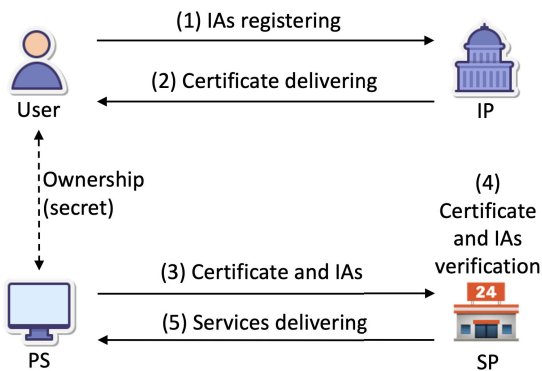 (1) IAs registering
(2) Certificate delivering
User
IP
Ownership
(secret)
(4)
Certificate
and IAs
verification
(3) Certificate and IAs
24
(5) Services delivering
PS
SP